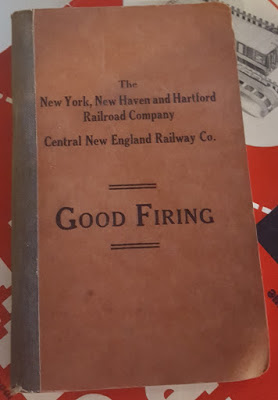 The
New York, New Haven and Hartford
Railroad Company
Central New England Railway Co.
GOOD FIRING